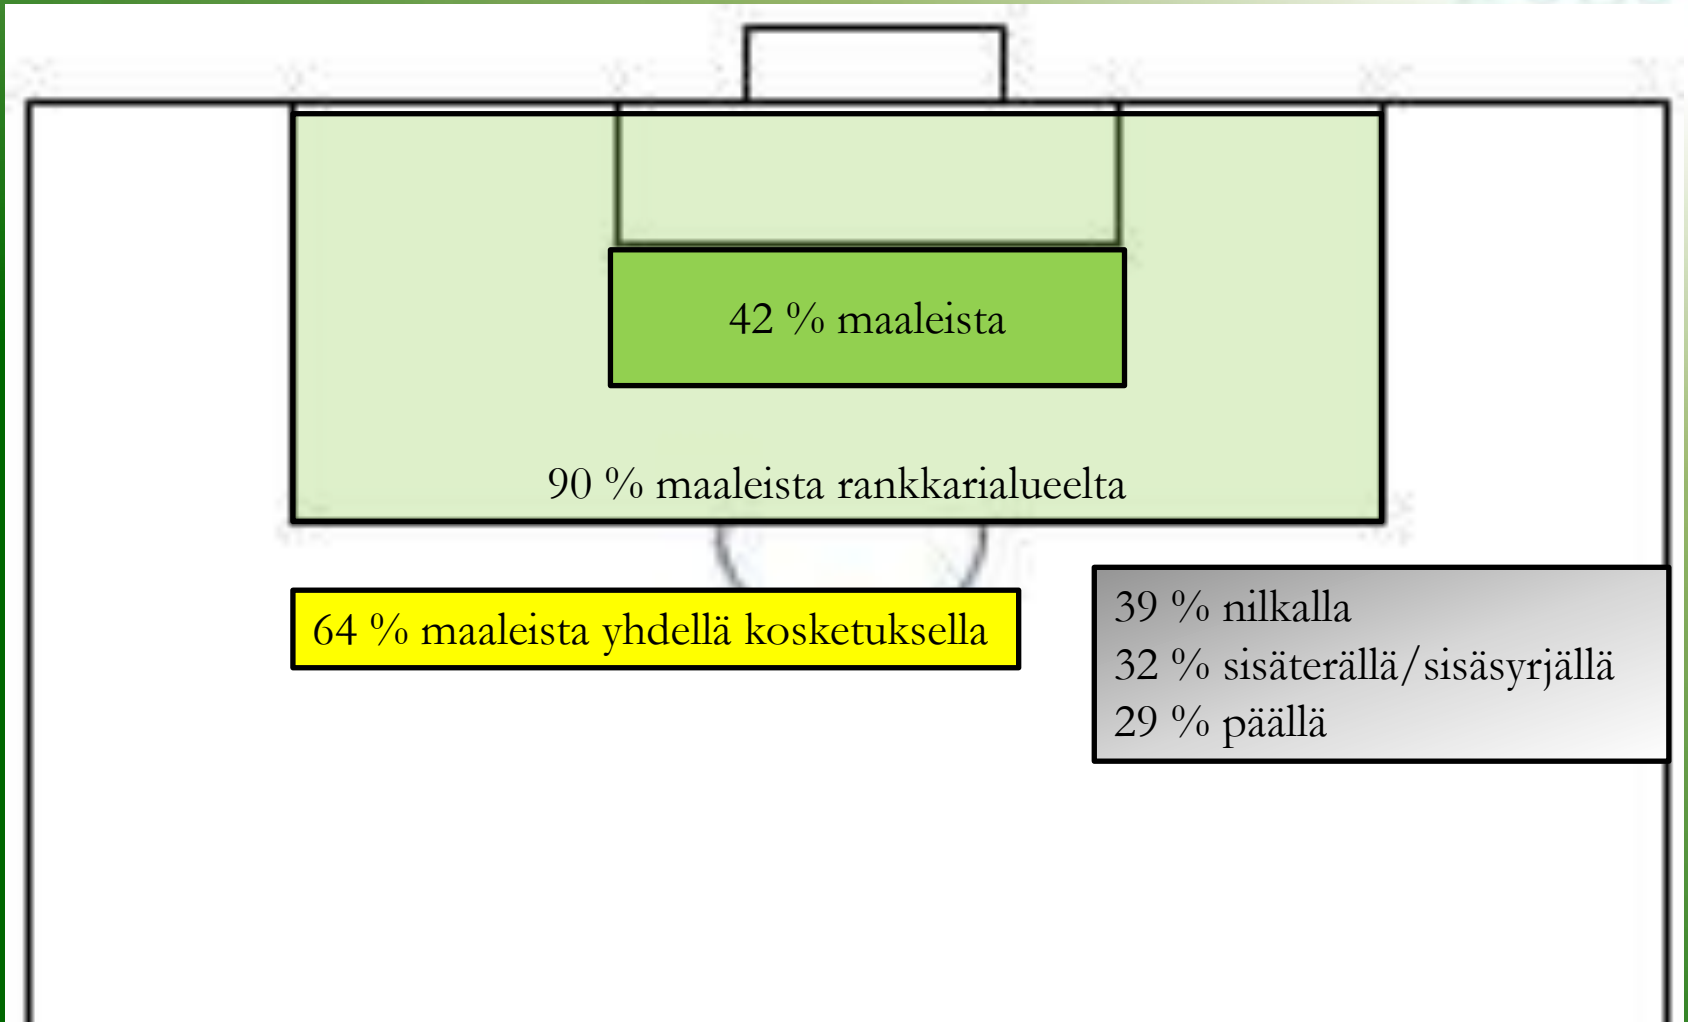 42 % maaleista
90 % maaleista rankkarialueelta
64 % maaleista yhdellä kosketuksella
39 % nilkalla
32 % sisäterällä/sisäsyrjällä
29 % päällä